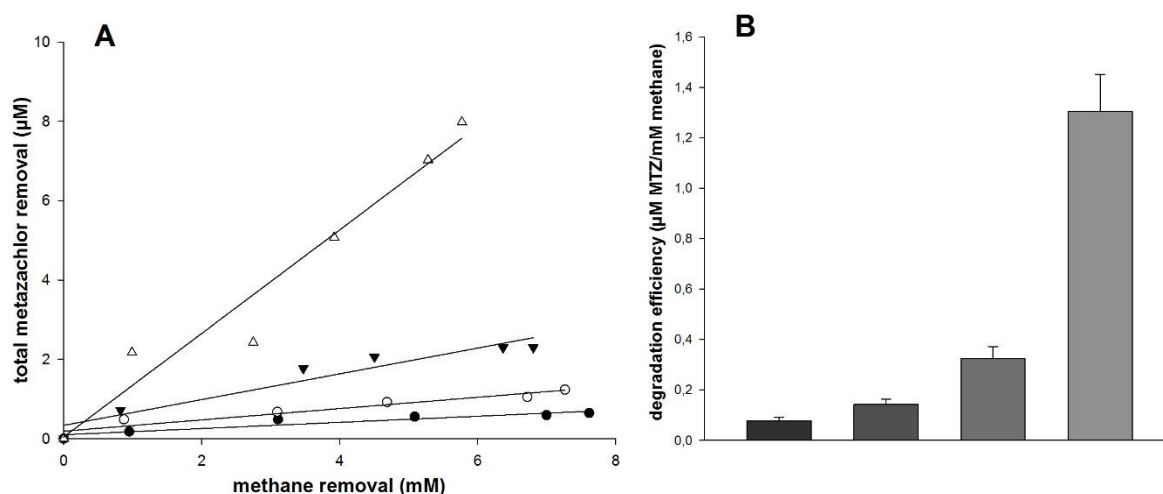 A
total metazachlor removal (µM)
10
8
6
4
2
0
0 2 4 6 8
methane removal (mM)
B
degradation efficiency (µM MTZ/mM methane)
1,6
1,4
1,2
1,0
0,8
0,6
0,4
0,2
0,0